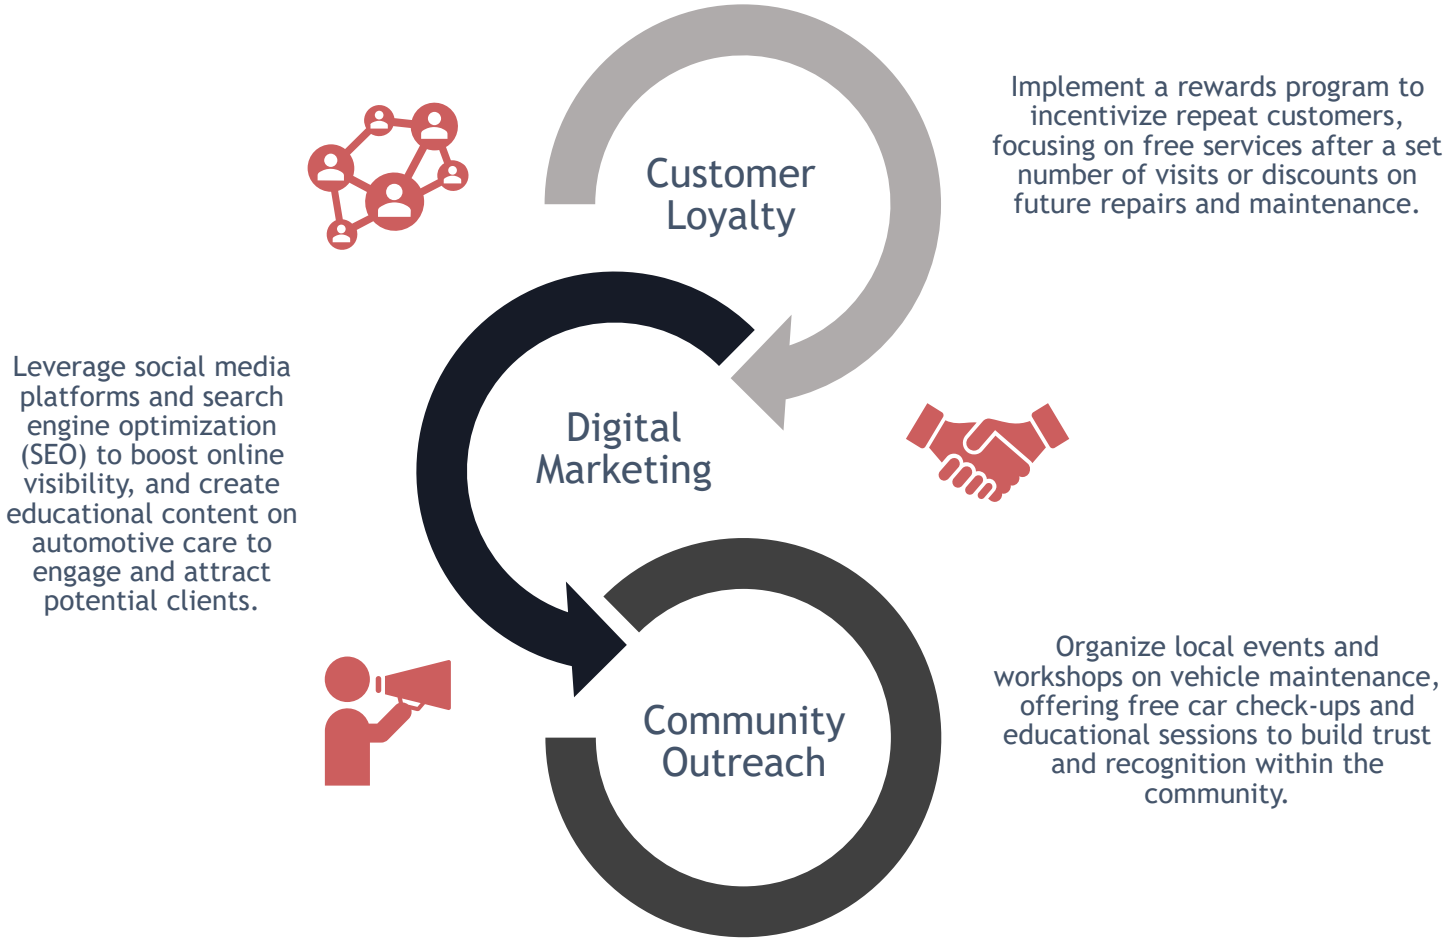 Customer
Loyalty
Implement a rewards program to
incentivize repeat customers,
focusing on free services after a set
number of visits or discounts on
future repairs and maintenance.
Digital
Marketing
Leverage social media
platforms and search
engine optimization
(SEO) to boost online
visibility, and create
educational content on
automotive care to
engage and attract
potential clients.
Community
Outreach
Organize local events and
workshops on vehicle maintenance,
offering free car check-ups and
educational sessions to build trust
and recognition within the
community.